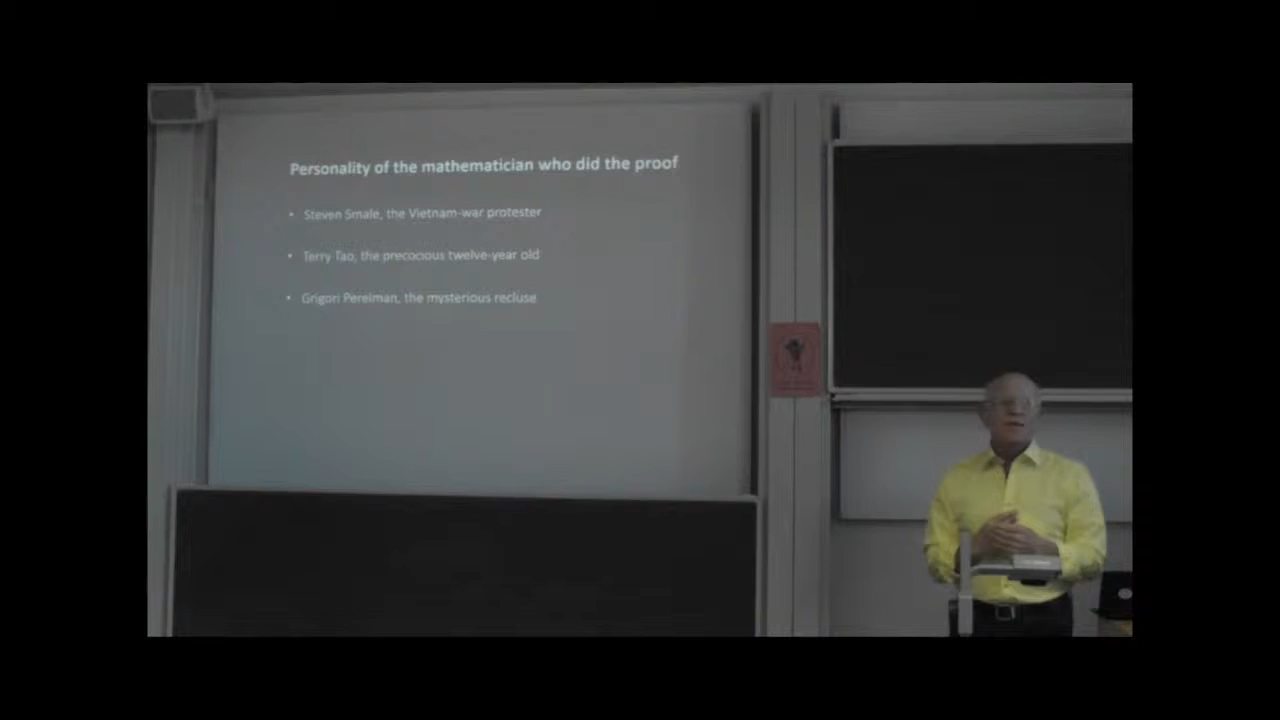 Personality of the mathematician who did the proof
• Steven Smale, the Vietnam-war protester
• Terry Tao, the precocious twelve-year old
• Grigori Perelman, the mysterious recluse